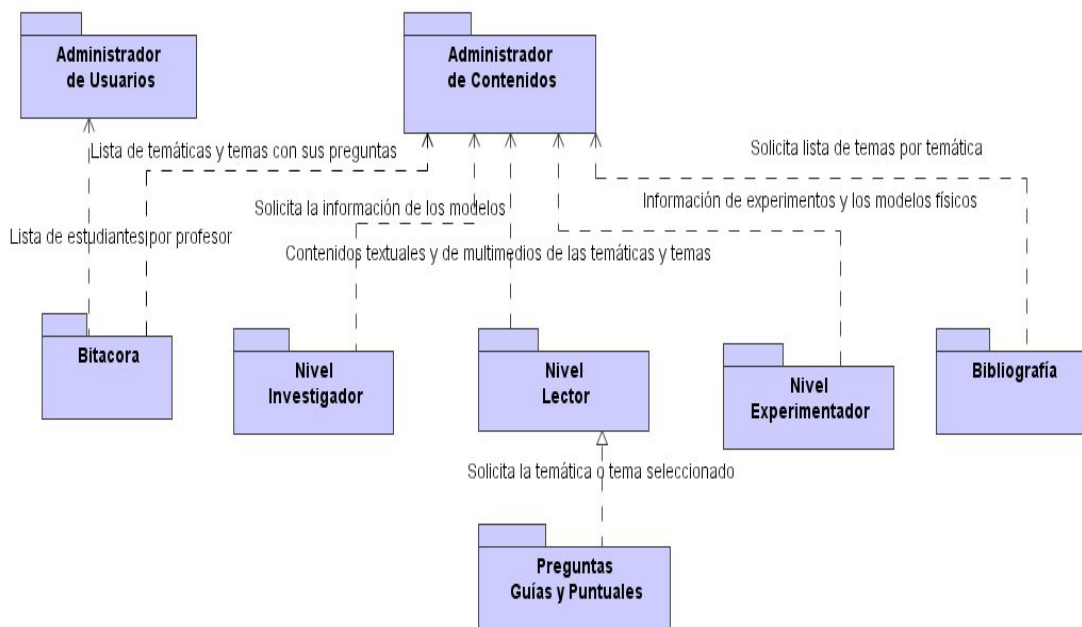 Administrador
de Usuarios
Administrador
de Contenidos
Lista de temáticas y temas con sus preguntas
Solicita lista de temas por temática
Solicita la información de los modelos
Información de experimentos y los modelos físicos
Lista de estudiantes por profesor
Contenidos textuales y de multimedios de las temáticas y temas
Bitacora
Nivel
Investigador
Nivel
Lector
Nivel
Experimentador
Bibliografía
Solicita la temática o tema seleccionado
Preguntas
Guías y Puntuales